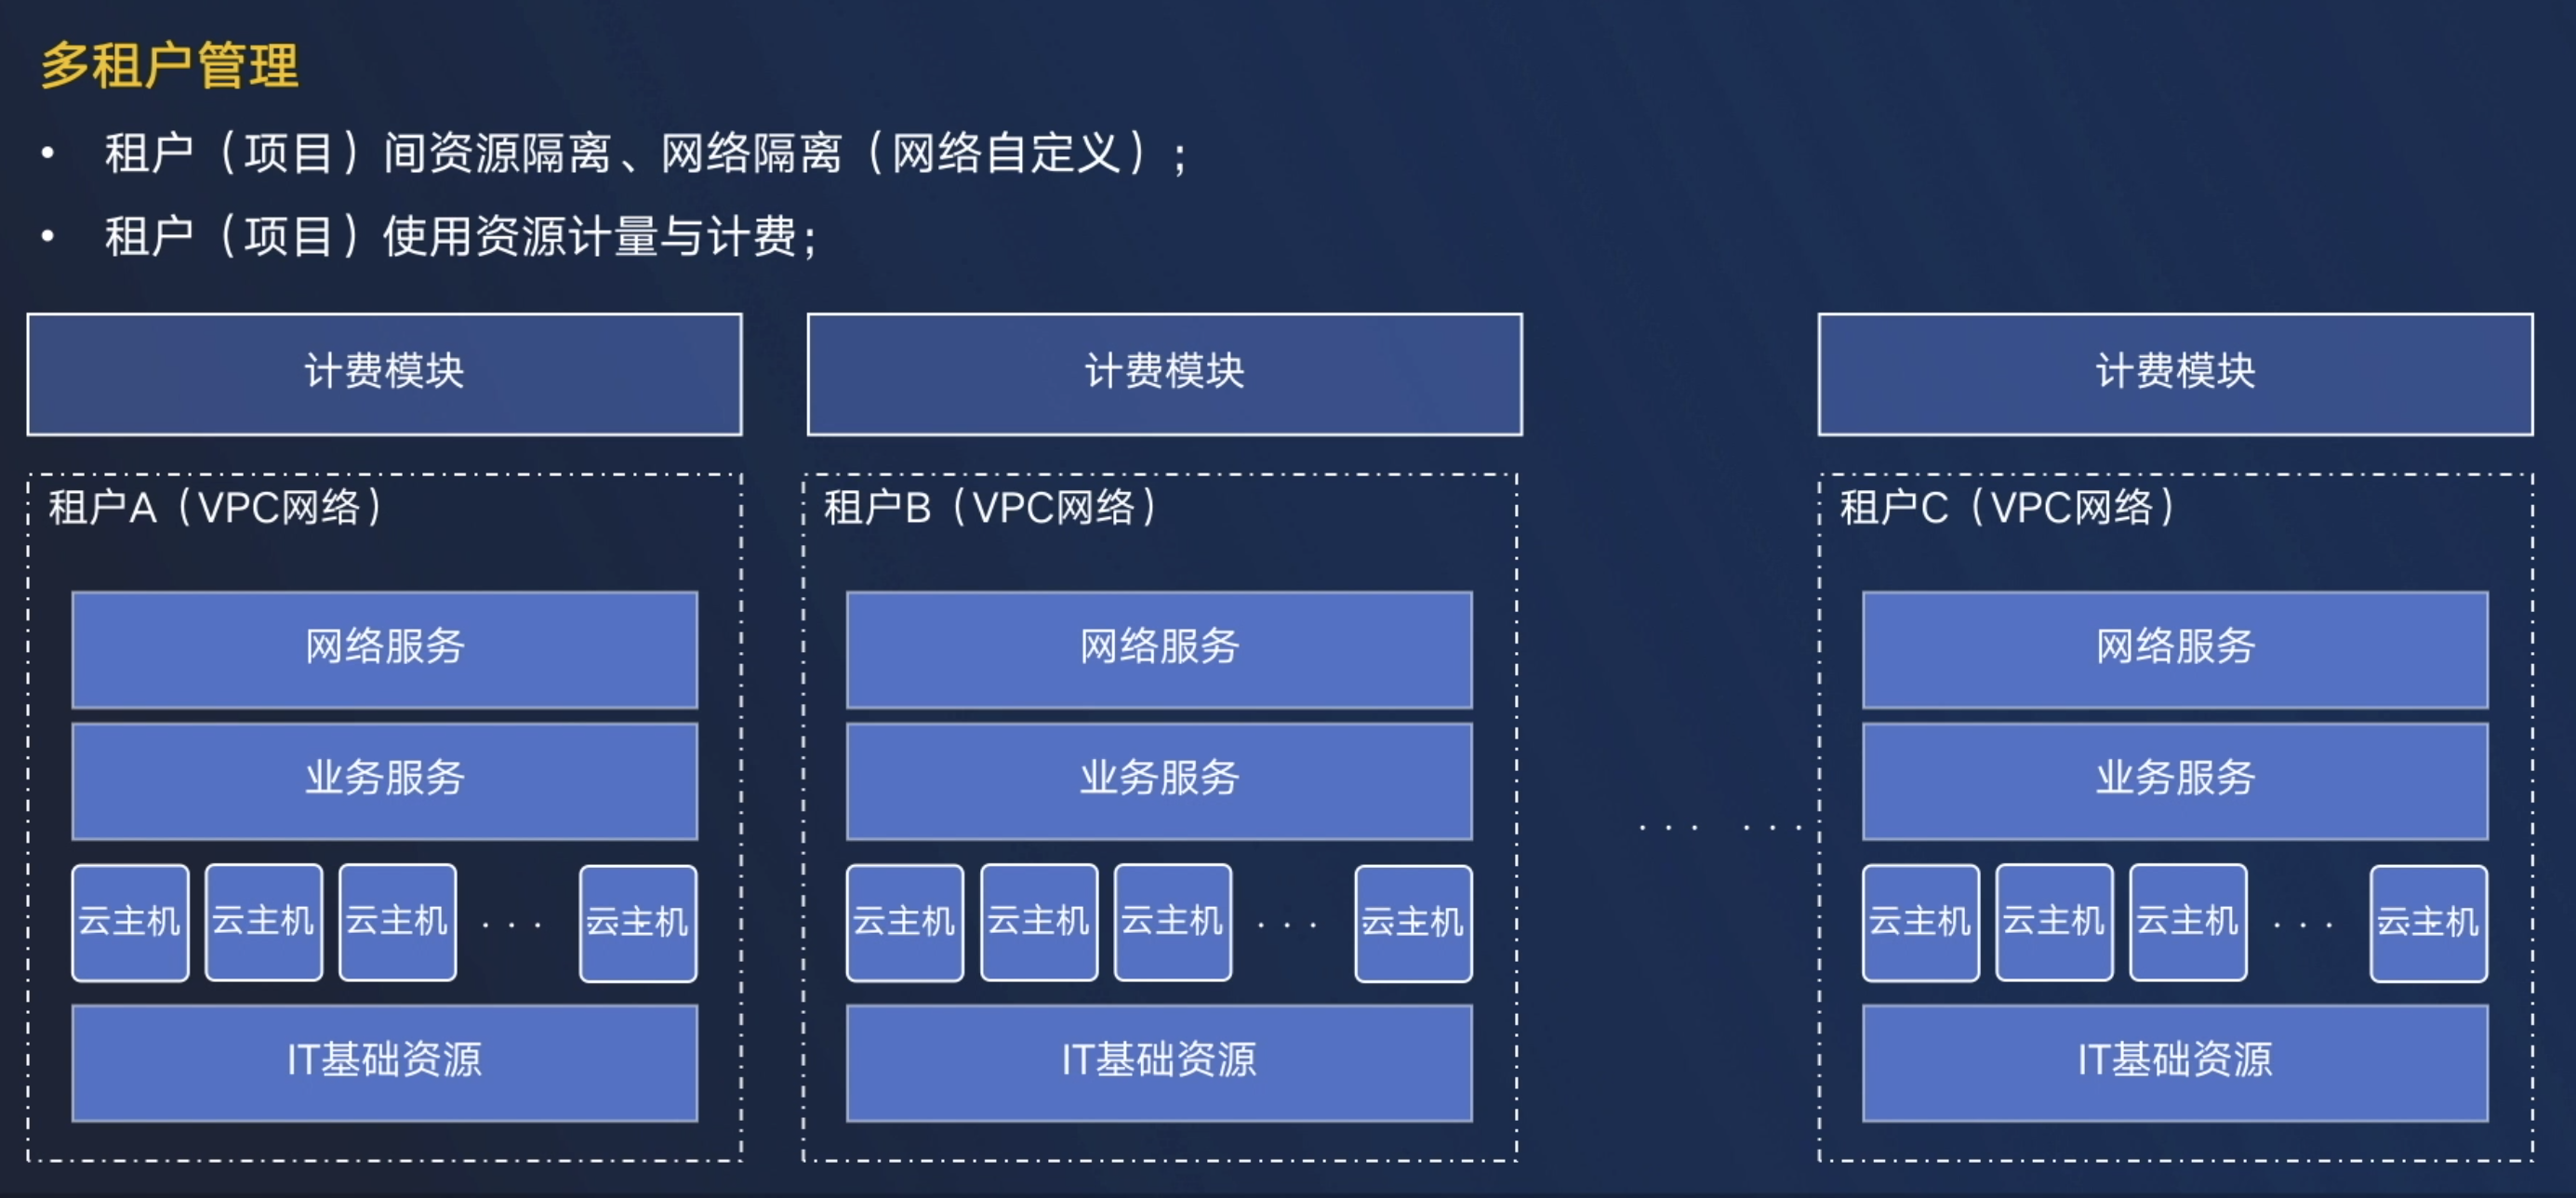 多租户管理
• 租户（项目）间资源隔离、网络隔离（网络自定义）;
• 租户（项目）使用资源计量与计费;
计费模块
计费模块
计费模块
租户A（VPC网络）
网络服务
业务服务
云主机 云主机 云主机 ··· 云主机
IT基础资源
租户B（VPC网络）
网络服务
业务服务
云主机 云主机 云主机 ··· 云主机
IT基础资源
··· ···
租户C（VPC网络）
网络服务
业务服务
云主机 云主机 云主机 ··· 云主机
IT基础资源